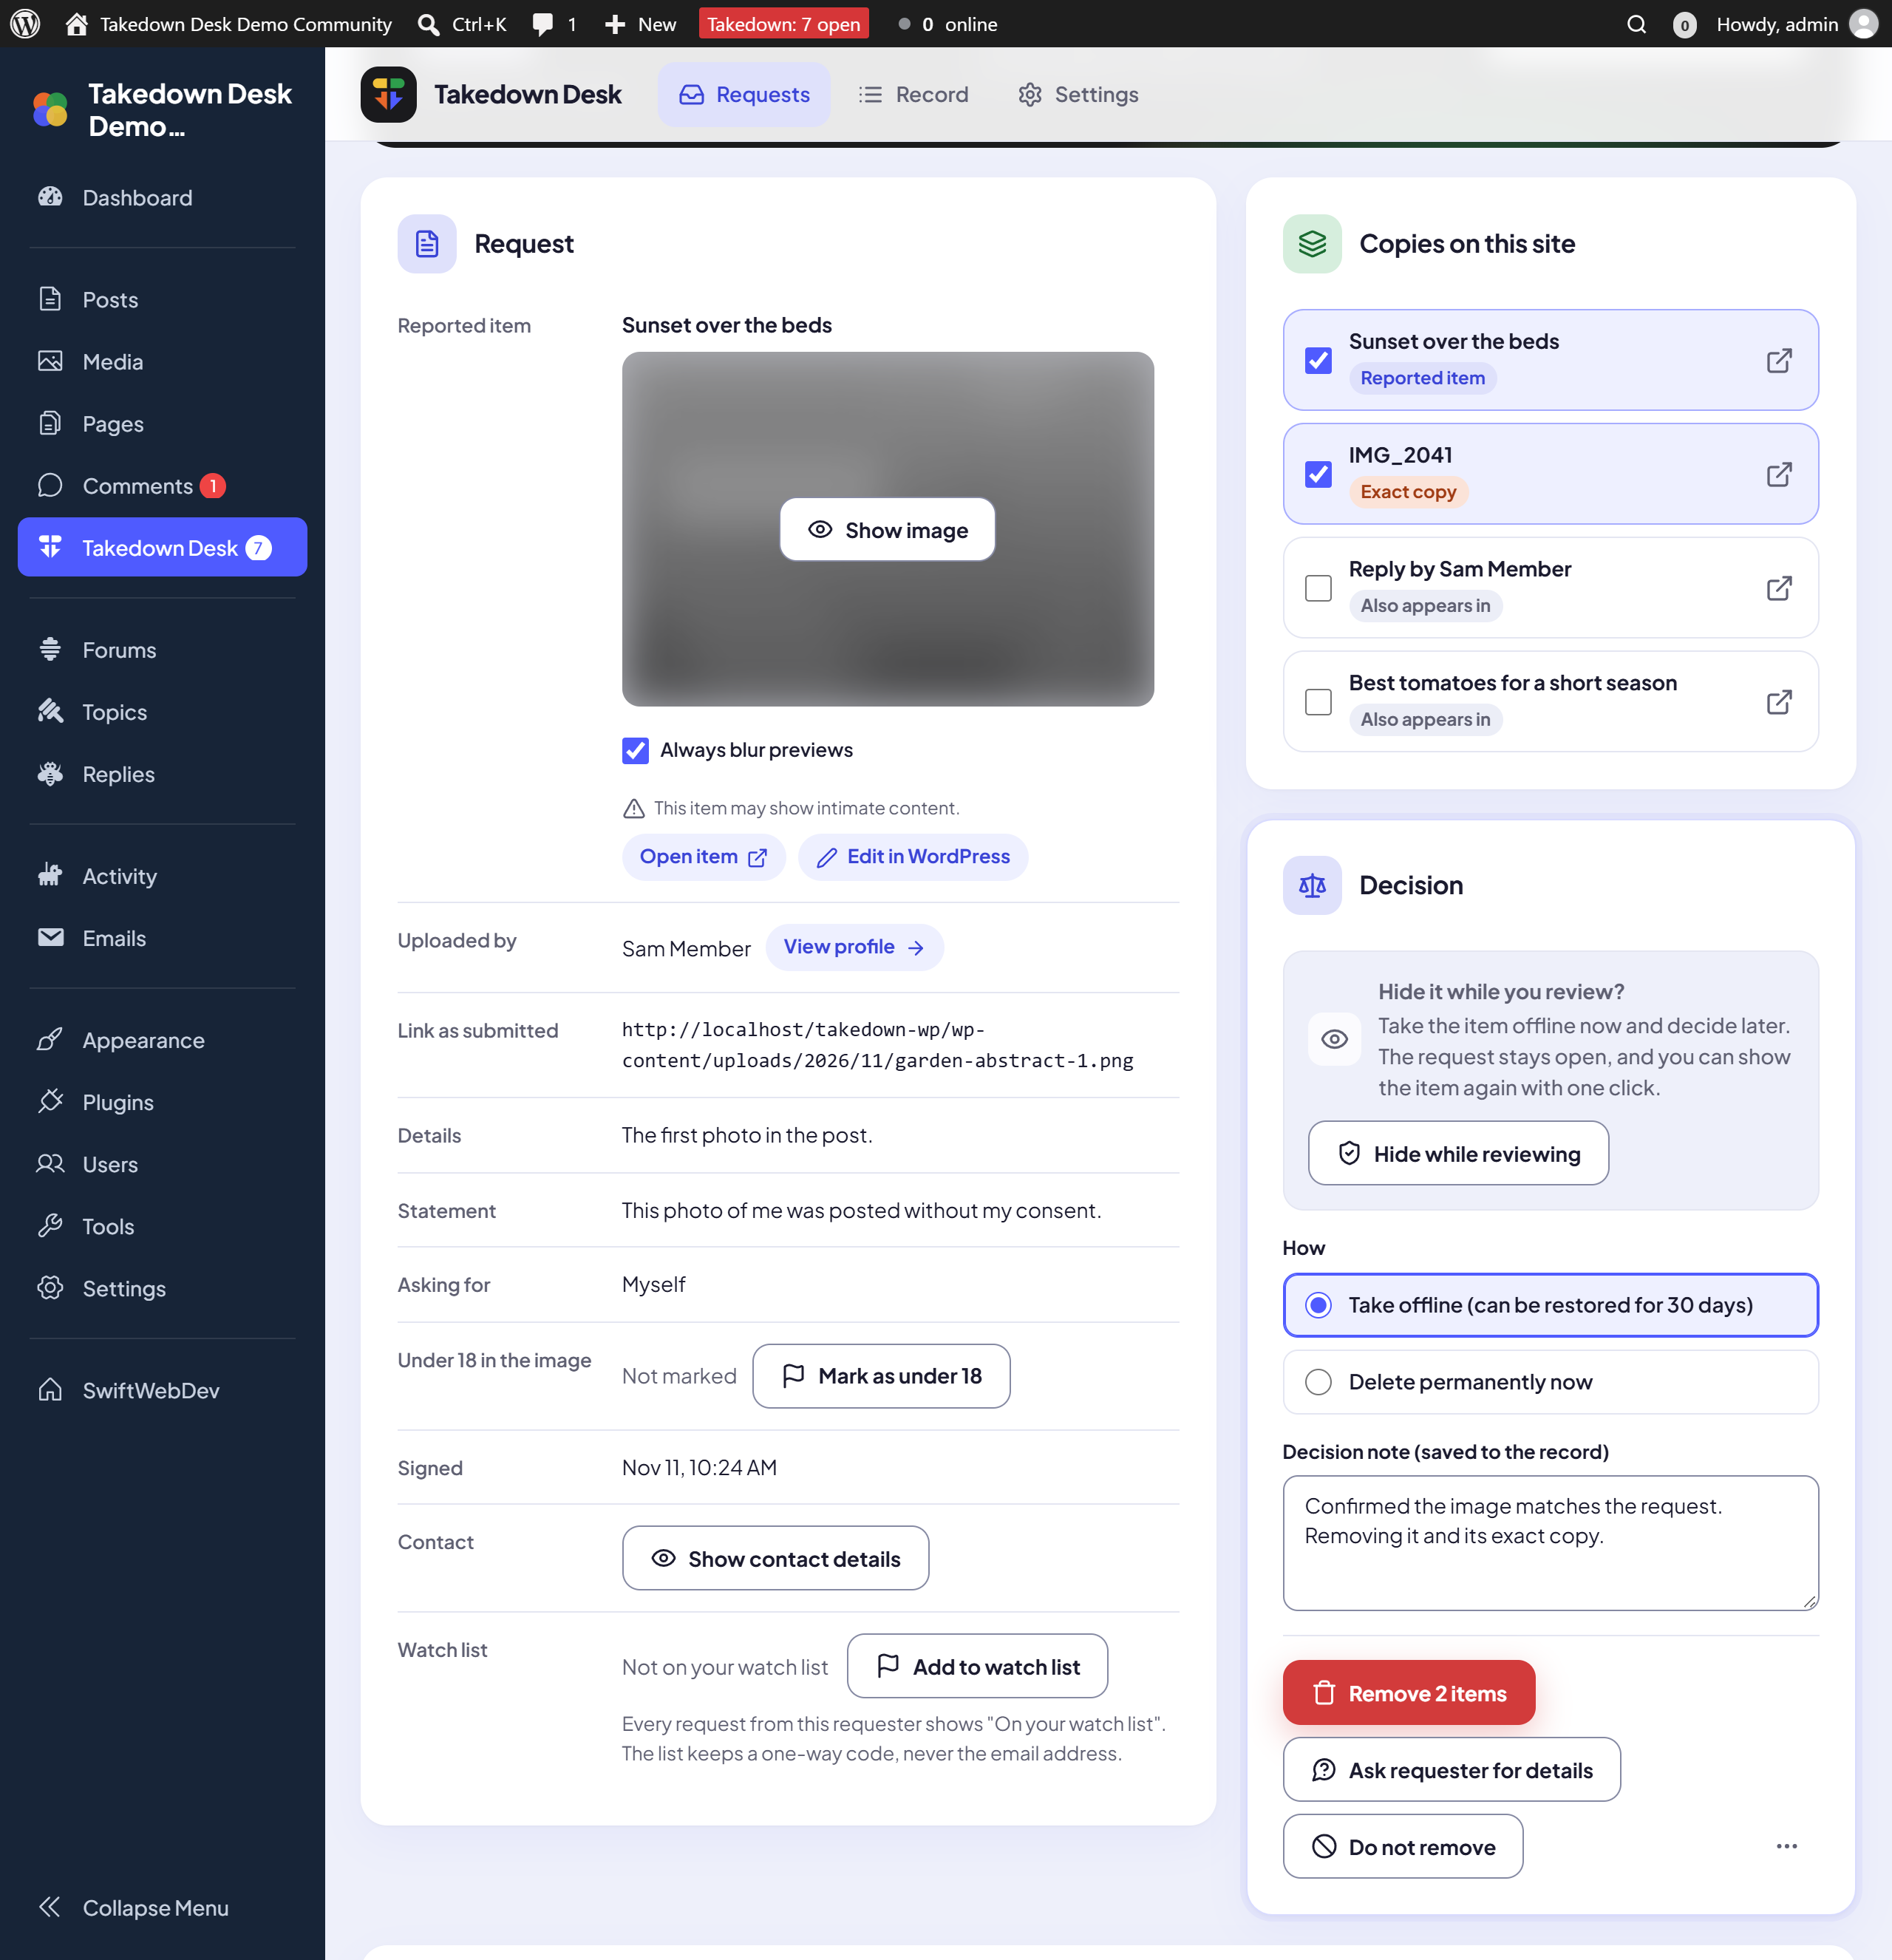 Takedown Desk Demo Community
Ctrl+K
1
New
Takedown: 7 open
0 online
0
Howdy, admin
Takedown Desk
Demo...
Dashboard
Posts
Media
Pages
Comments 1
Takedown Desk 7
Forums
Topics
Replies
Activity
Emails
Appearance
Plugins
Users
Tools
Settings
SwiftWebDev
Collapse Menu
Takedown Desk
Requests
Record
Settings
Request
Reported item
Sunset over the beds
Show image
Always blur previews
This item may show intimate content.
Open item
Edit in WordPress
Uploaded by
Sam Member
View profile
Link as submitted
http://localhost/takedown-wp/wp-
content/uploads/2026/11/garden-abstract-1.png
Details
The first photo in the post.
Statement
This photo of me was posted without my consent.
Asking for
Myself
Under 18 in the image
Not marked
Mark as under 18
Signed
Nov 11, 10:24 AM
Contact
Show contact details
Watch list
Not on your watch list
Add to watch list
Every request from this requester shows "On your watch list".
The list keeps a one-way code, never the email address.
Copies on this site
Sunset over the beds
Reported item
IMG_2041
Exact copy
Reply by Sam Member
Also appears in
Best tomatoes for a short season
Also appears in
Decision
Hide it while you review?
Take the item offline now and decide later.
The request stays open, and you can show
the item again with one click.
Hide while reviewing
How
Take offline (can be restored for 30 days)
Delete permanently now
Decision note (saved to the record)
Confirmed the image matches the request.
Removing it and its exact copy.
Remove 2 items
Ask requester for details
Do not remove